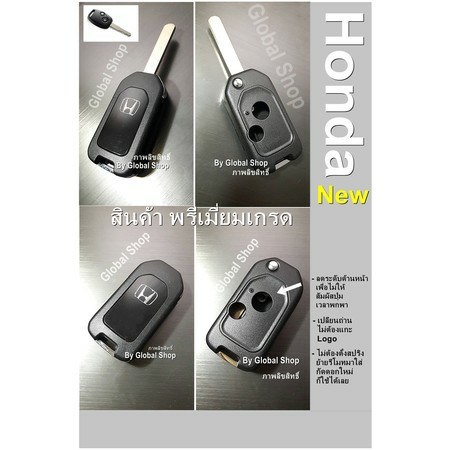 Global Shop
ภาพลิขสิทธิ์
By Global Shop
Global Shop
By Global Shop
ภาพลิขสิทธิ์
Honda
New
สินค้า พรีเมี่ยมเกรด
Global Shop
ภาพลิขสิทธิ์
By Global Shop
Global Shop
By Global Shop
ภาพลิขสิทธิ์
- ลดระดับด้านหน้า
เพื่อไม่ให้
สัมผัสปุ่ม
เวลาพกพา
- เปลี่ยนถ่าน
ไม่ต้องแกะ
Logo
- ไม่ต้องตั้งสปริง
ย้ายรีโมทมาใส่
กัดดอกใหม่
ก็ใช้ได้เลย